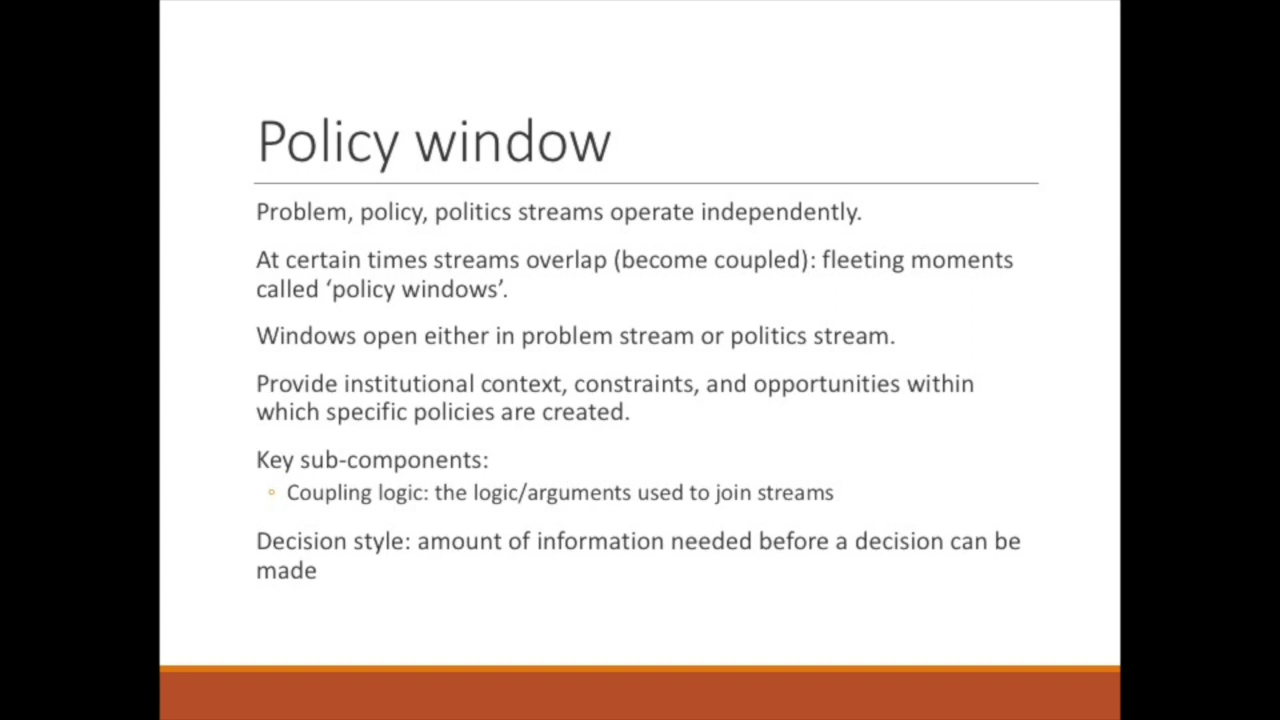 Policy window
Problem, policy, politics streams operate independently.
At certain times streams overlap (become coupled): fleeting moments
called ‘policy windows’.
Windows open either in problem stream or politics stream.
Provide institutional context, constraints, and opportunities within
which specific policies are created.
Key sub-components:
◦ Coupling logic: the logic/arguments used to join streams
Decision style: amount of information needed before a decision can be
made